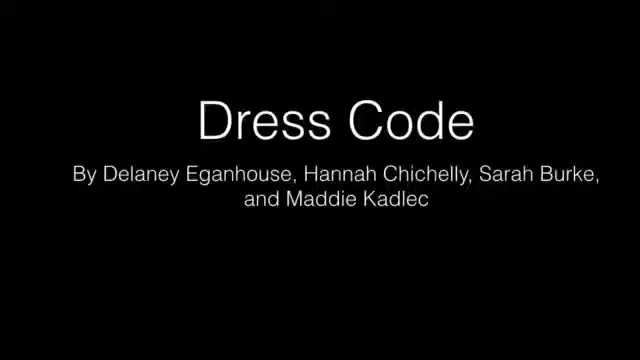 Dress Code
By Delaney Eganhouse, Hannah Chichelly, Sarah Burke,
and Maddie Kadlec